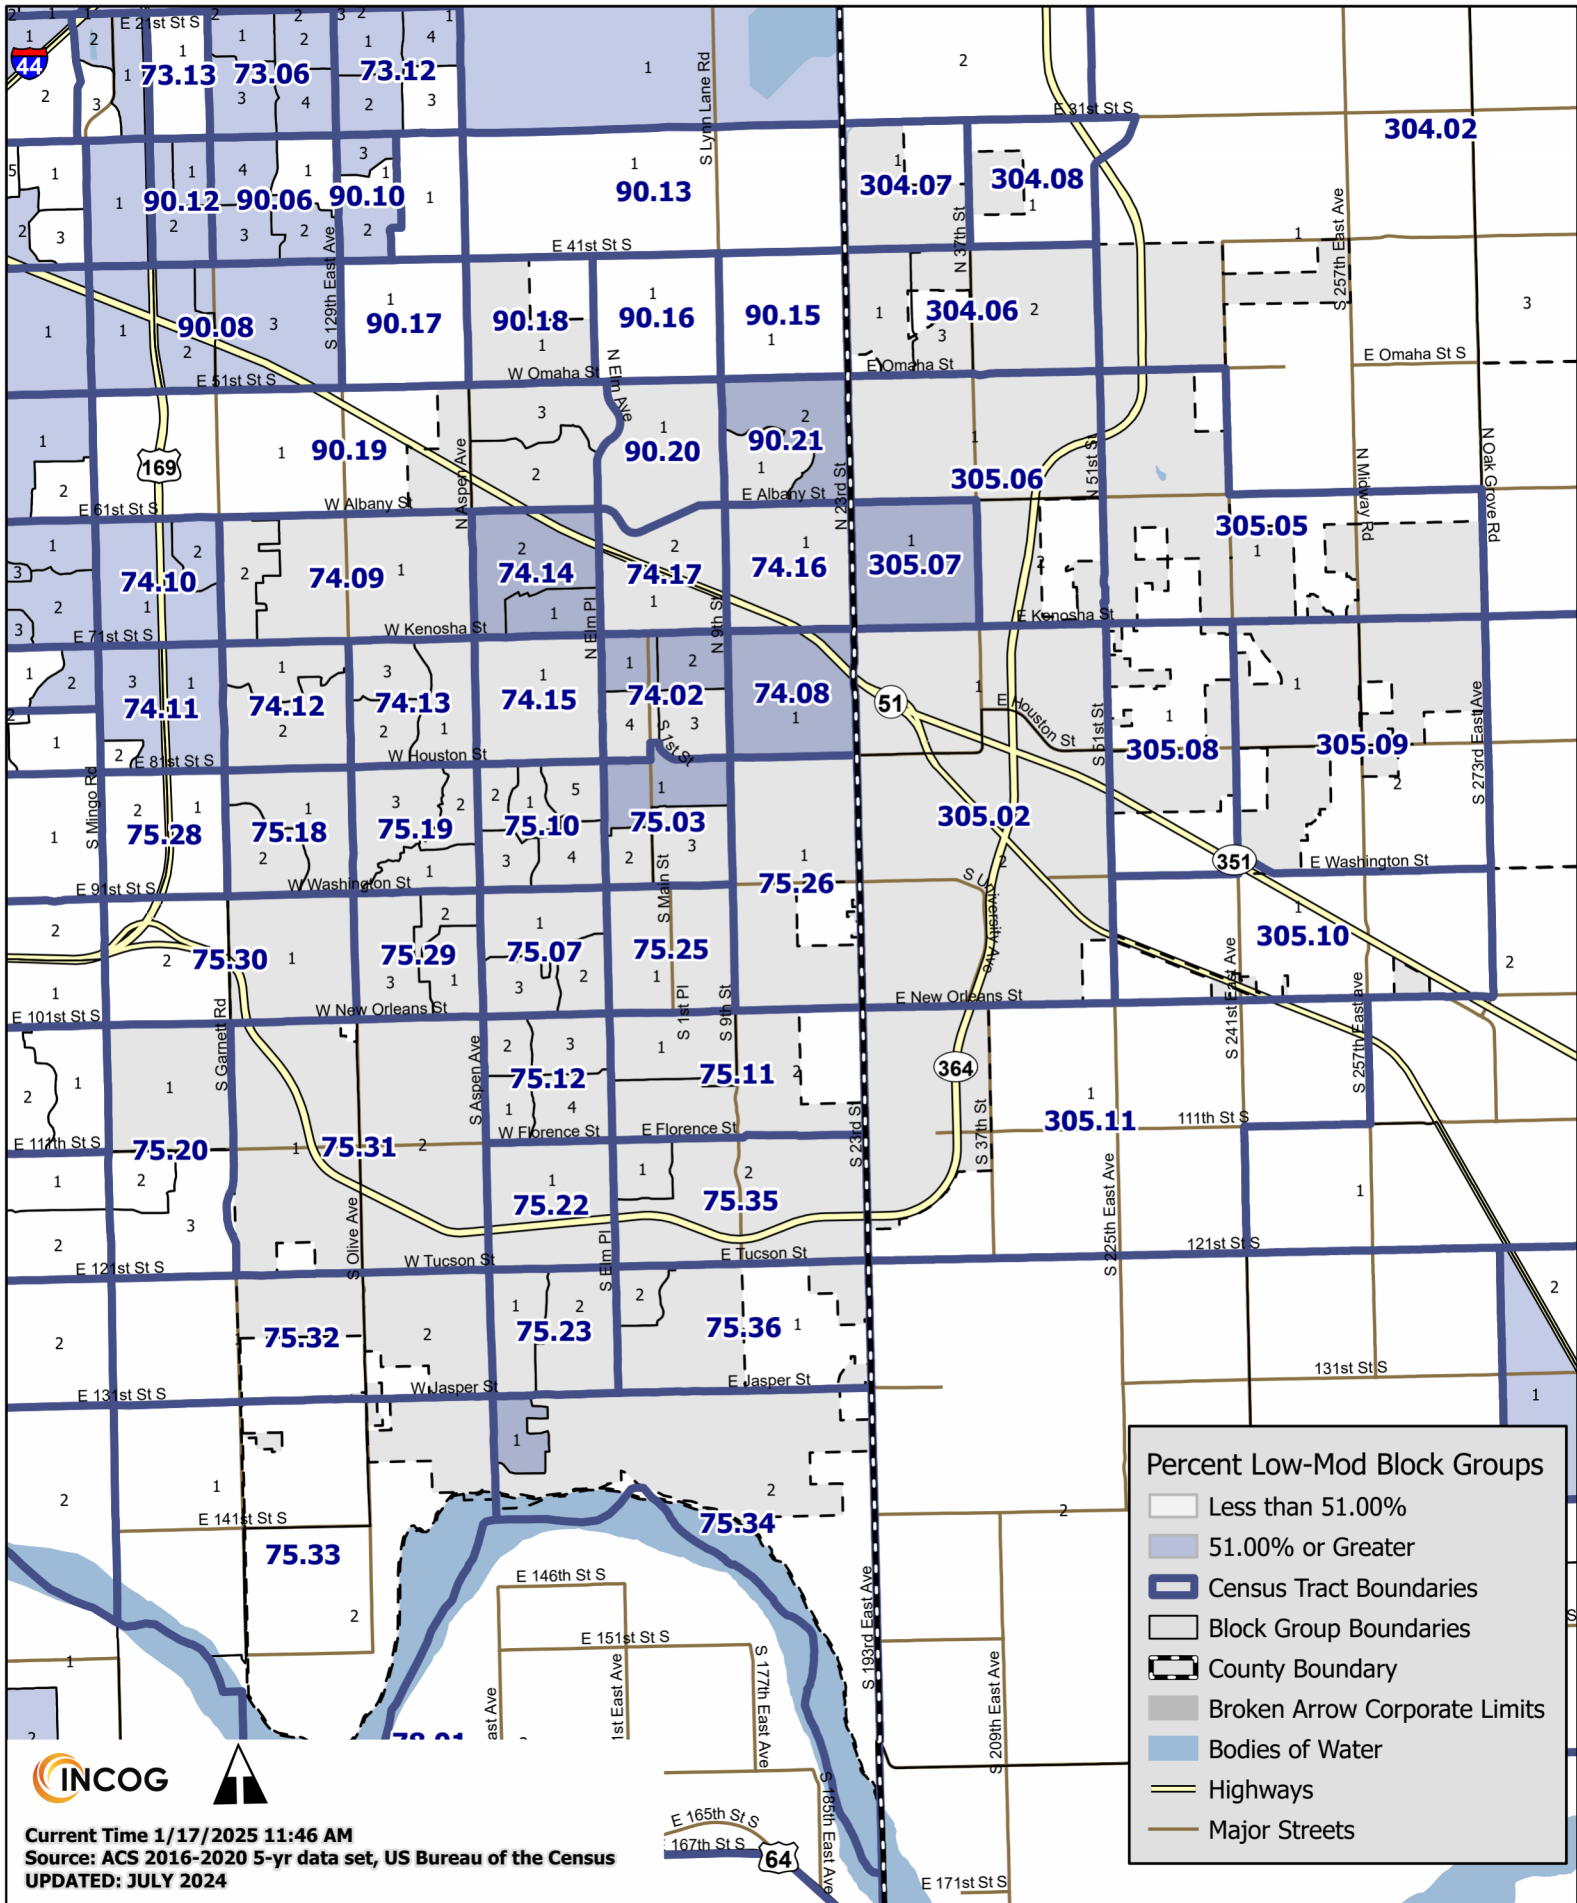 E 21st St S
44
73.13
73.06
73.12
304.02
E 31st St S
S Lynn Lane Rd
90.12
90.06
90.10
90.13
304.07
304.08
E 41st St S
S 129th East Ave
N 37th St
S 257th East Ave
90.08
90.17
90.18
90.16
90.15
304.06
E 51st St S
W Omaha St
N Elm Ave
E Omaha St
E Omaha St S
90.19
90.20
90.21
305.06
169
N Aspen Ave
N 23rd St
N 51st St
N Midway Rd
N Oak Grove Rd
E 61st St S
W Albany St
E Albany St
305.05
74.10
74.09
74.14
74.17
74.16
305.07
N Elm Pl
N 9th St
E 71st St S
W Kenosha St
E Kenosha St
74.11
74.12
74.13
74.15
74.02
74.08
51
E Houston St
S 1st St
S 51st St
305.08
305.09
S 273rd East Ave
E 81st St S
W Houston St
S Mingo Rd
75.28
75.18
75.19
75.10
75.03
305.02
351
S Main St
E 91st St S
W Washington St
E Washington St
75.26
S University Ave
75.30
75.29
75.07
75.25
305.10
S 241st East Ave
S 257th East ave
E 101st St S
W New Orleans St
E New Orleans St
S Garnett Rd
S Aspen Ave
S 1st Pl
S 9th St
364
75.12
75.11
305.11
E 111th St S
W Florence St
E Florence St
111th St S
S 23rd St
S 37th St
75.20
75.31
75.22
75.35
S Olive Ave
S Elm Pl
S 225th East Ave
E 121st St S
W Tucson St
E Tucson St
121st St S
75.32
75.23
75.36
E 131st St S
W Jasper St
E Jasper St
131st St S
E 141st St S
75.33
75.34
E 146th St S
E 151st St S
S 177th East Ave
S 185th East Ave
S 193rd East Ave
S 209th East Ave
E 165th St S
167th St S
64
E 171st St S
Percent Low-Mod Block Groups
Less than 51.00%
51.00% or Greater
Census Tract Boundaries
Block Group Boundaries
County Boundary
Broken Arrow Corporate Limits
Bodies of Water
Highways
Major Streets
INCOG
Current Time 1/17/2025 11:46 AM
Source: ACS 2016-2020 5-yr data set, US Bureau of the Census
UPDATED: JULY 2024